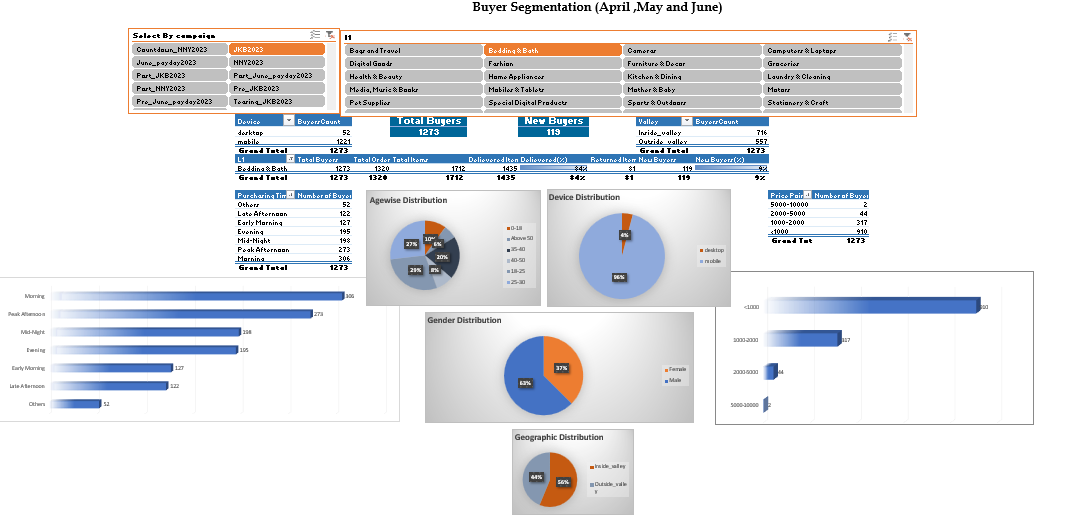 Buyer Segmentation (April ,May and June)
Select By campaign
Countdown_NNY2023 JKB2023
June_payday2023 NNY2023
Past_JKB2023 Past_June_payday2023
Past_NNY2023 Pre_JKB2023
Pre_June_payday2023 Teasing_JKB2023
l1
Bags and Travel Bedding & Bath Cameras Computers & Laptops
Digital Goods Fashion Furniture & Decor Groceries
Health & Beauty Home Appliances Kitchen & Dining Laundry & Cleaning
Media, Music & Books Mobiles & Tablets Mother & Baby Motors
Pet Supplies Special Digital Products Sports & Outdoors Stationery & Craft
Device BuyersCount
desktop 52
mobile 1221
Grand Total 1273
Total Buyers
1273
New Buyers
119
Valley BuyersCount
Inside_valley 716
Outside_valley 557
Grand Total 1273
L1 Total Buyers Total Order Total Items Delievered Iten Delievered(%) Returned Item New Buyers New Buyers(%)
Bedding & Bath 1273 1320 1712 1435 84% 81 119 9%
Grand Total 1273 1320 1712 1435 84% 81 119 9%
Purchasing Tim Number of Buyer
Others 52
Late Afternoon 122
Early Morning 127
Evening 195
Mid-Night 198
Peak Afternoon 273
Morning 306
Grand Total 1273
Agewise Distribution
10%
6%
20%
8%
29%
27%
0-18
Above 50
35-40
40-50
18-25
25-30
Device Distribution
4%
96%
desktop
mobile
Price Poin Number of Buyer
5000-10000 2
2000-5000 44
1000-2000 317
<1000 910
Grand Tot 1273
Morning 306
Peak Afternoon 273
Mid-Night 198
Evening 195
Early Morning 127
Late Afternoon 122
Others 52
Gender Distribution
37%
63%
Female
Male
<1000 910
1000-2000 317
2000-5000 44
5000-10000 2
Geographic Distribution
44%
56%
Inside_valley
Outside_valle
y